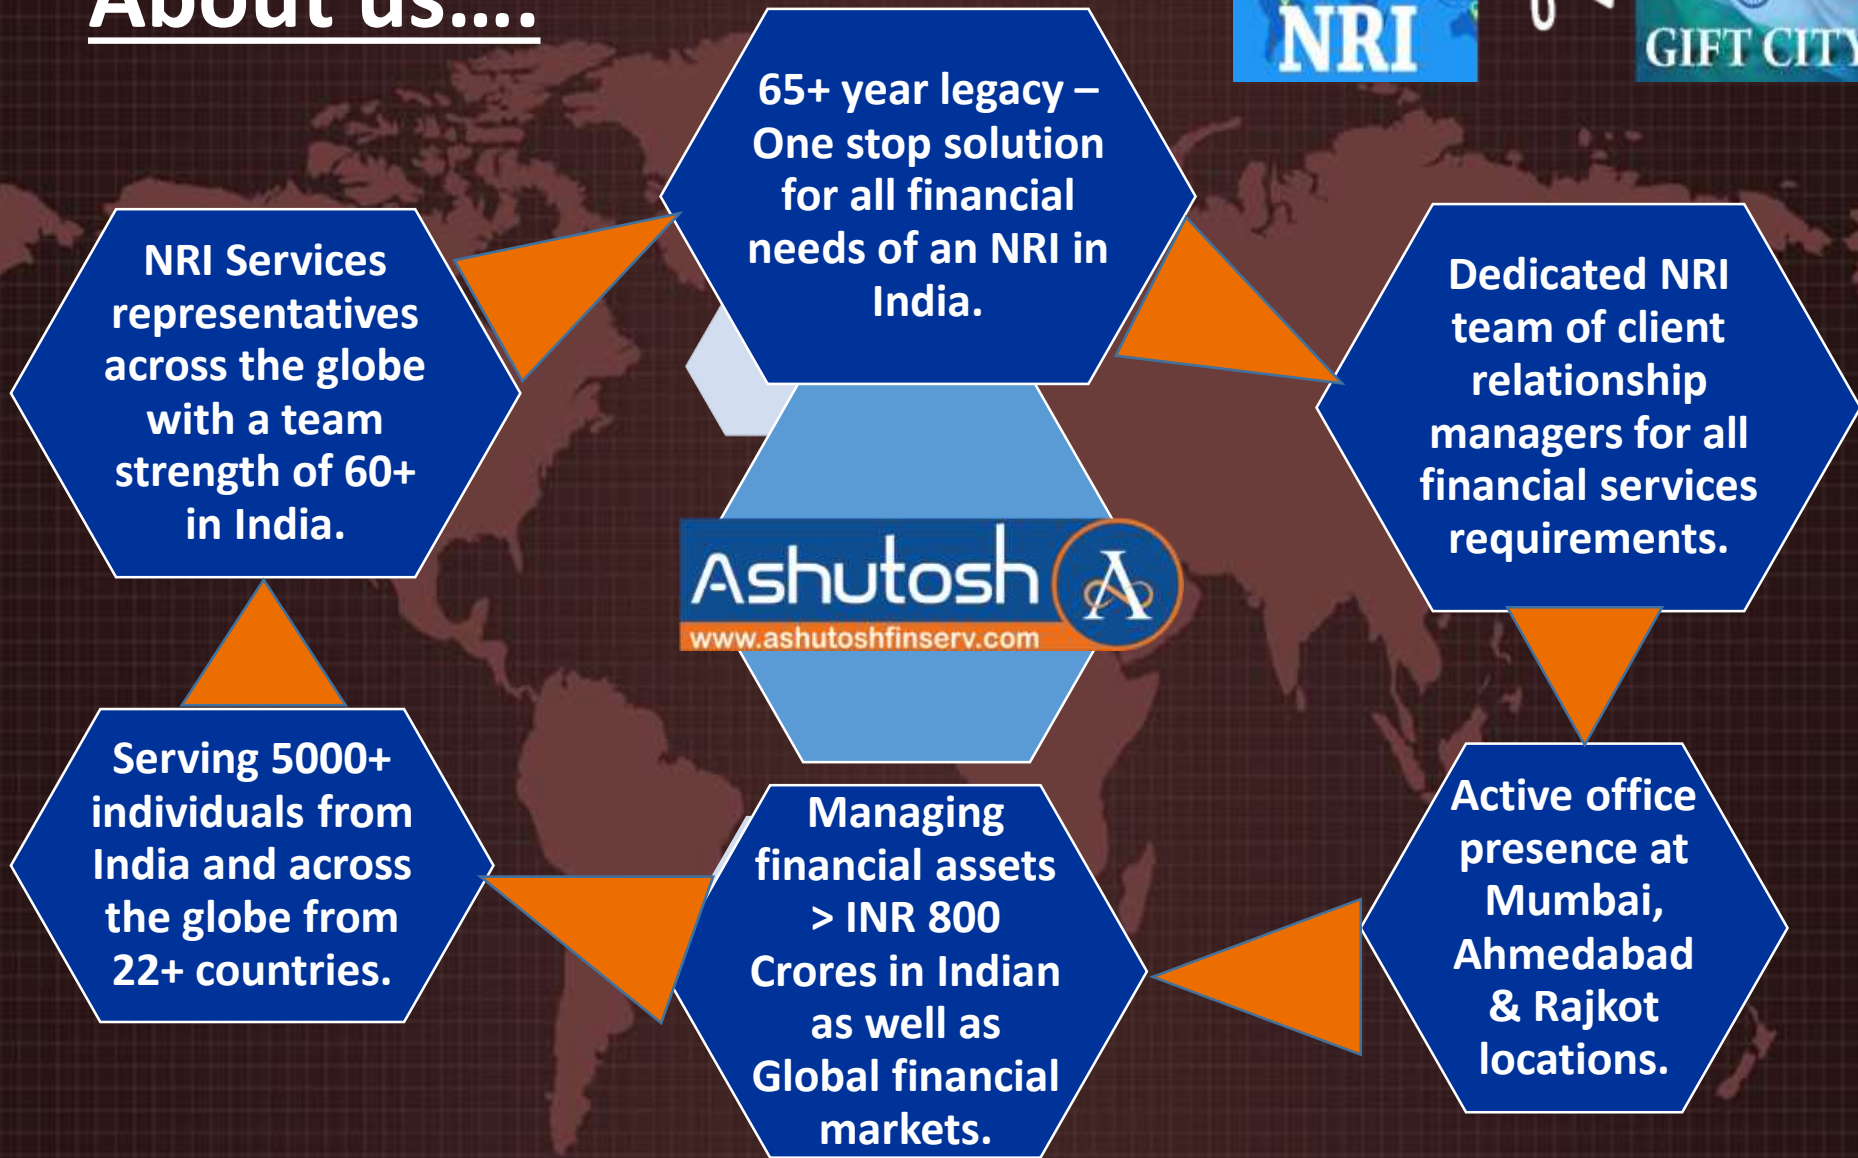 About us....
NRI
GIFT CITY
65+ year legacy –
One stop solution
for all financial
needs of an NRI in
India.
Dedicated NRI
team of client
relationship
managers for all
financial services
requirements.
Active office
presence at
Mumbai,
Ahmedabad
& Rajkot
locations.
Managing
financial assets
> INR 800
Crores in Indian
as well as
Global financial
markets.
Serving 5000+
individuals from
India and across
the globe from
22+ countries.
NRI Services
representatives
across the globe
with a team
strength of 60+
in India.
Ashutosh
www.ashutoshfinserv.com